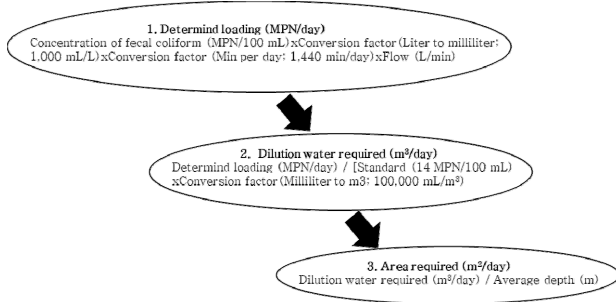 1. Determind loading (MPN/day)
Concentration of fecal coliform (MPN/100 mL)xConversion factor(Liter to milliliter:
1,000 mL/L)xConversion factor (Min per day: 1,440 min/day)xFlow (L/min)
2. Dilution water required (m³/day)
Determind loading (MPN/day) / [Standard (14 MPN/100 mL)
xConversion factor(Milliliter to m3: 100,000 mL/m³)
3. Area required (m²/day)
Dilution water required (m³/day) / Average depth (m)